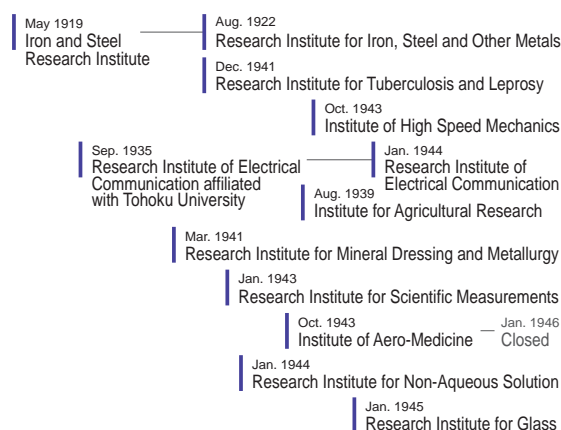 May 1919
Iron and Steel
Research Institute
Aug. 1922
Research Institute for Iron, Steel and Other Metals
Dec. 1941
Research Institute for Tuberculosis and Leprosy
Oct. 1943
Institute of High Speed Mechanics
Sep. 1935
Research Institute of Electrical
Communication affiliated
with Tohoku University
Jan. 1944
Research Institute of
Electrical Communication
Aug. 1939
Institute for Agricultural Research
Mar. 1941
Research Institute for Mineral Dressing and Metallurgy
Jan. 1943
Research Institute for Scientific Measurements
Oct. 1943
Institute of Aero-Medicine
Jan. 1946
Closed
Jan. 1944
Research Institute for Non-Aqueous Solution
Jan. 1945
Research Institute for Glass